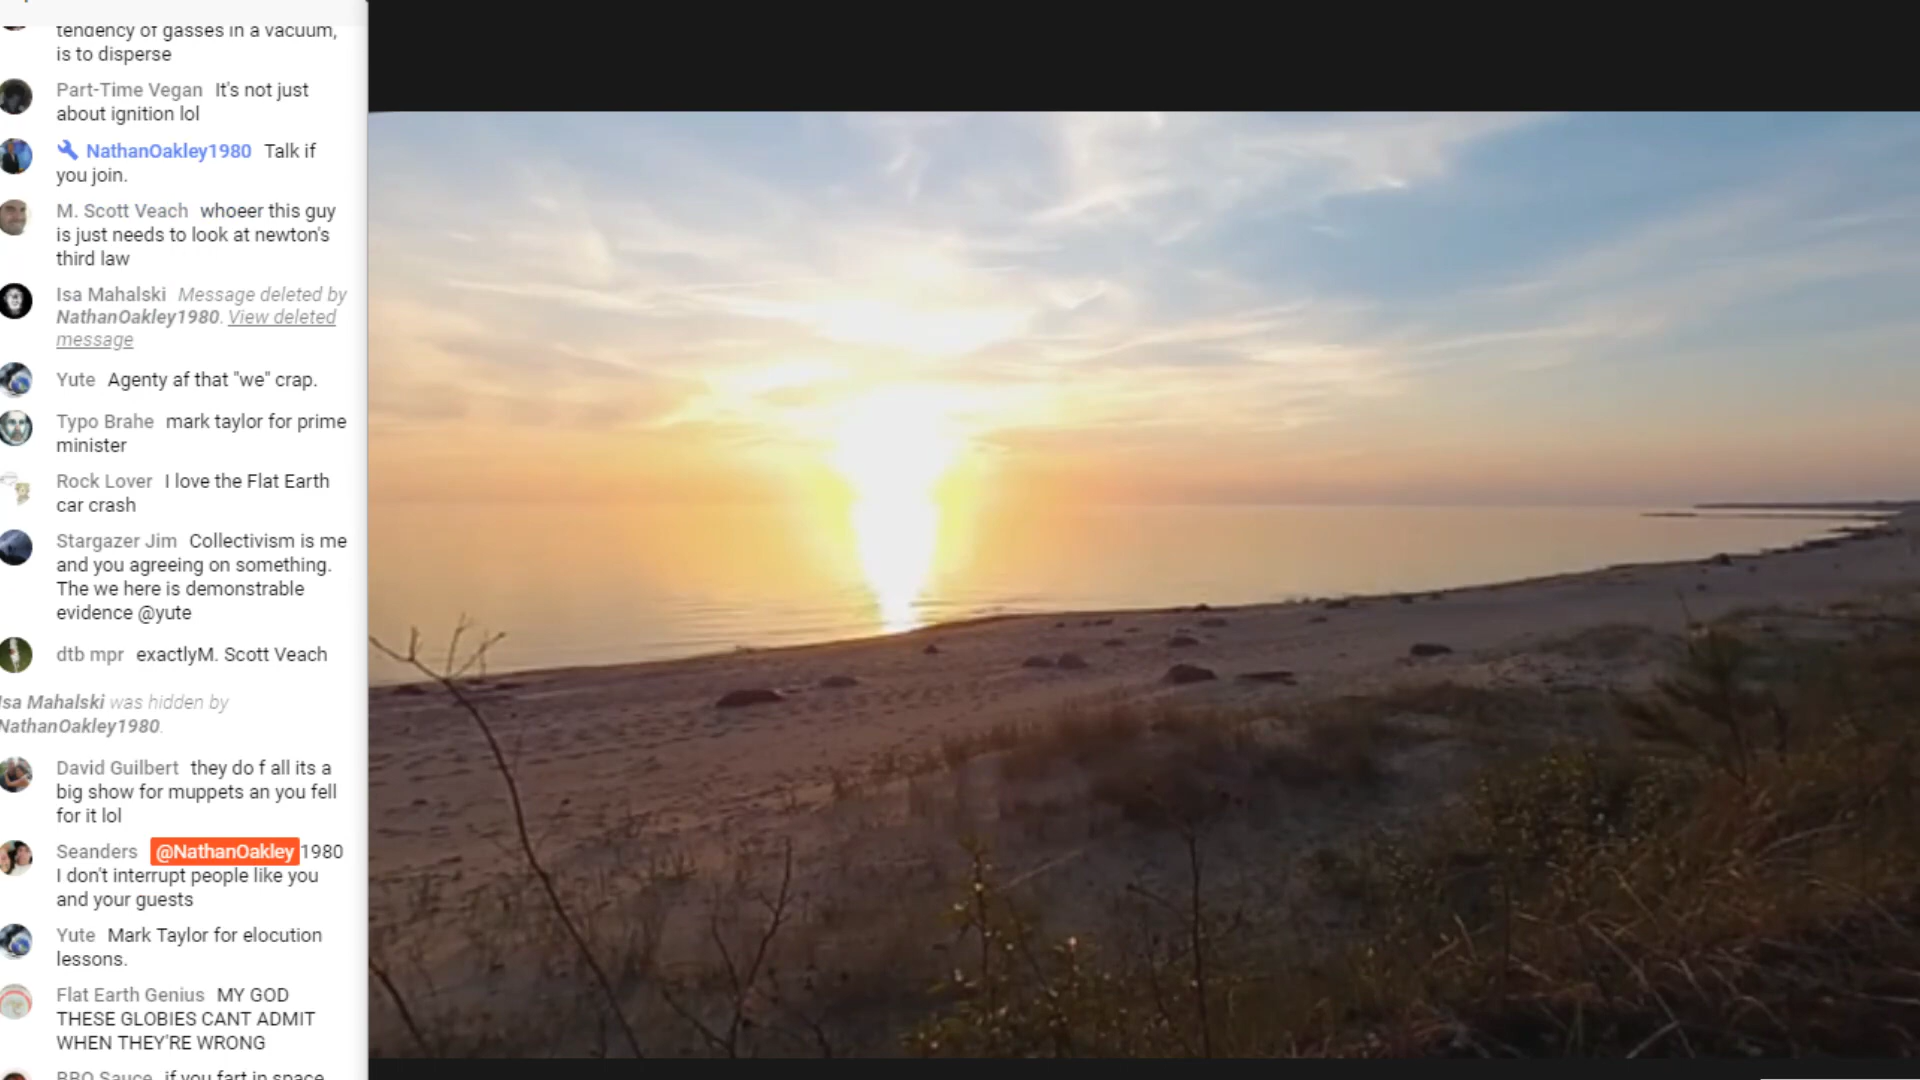 tendency of gasses in a vacuum,
is to disperse
Part-Time Vegan It's not just
about ignition lol
NathanOakley1980 Talk if
you join.
M. Scott Veach whoeer this guy
is just needs to look at newton's
third law
Isa Mahalski Message deleted by
NathanOakley1980. View deleted
message
Yute Agenty af that "we" crap.
Typo Brahe mark taylor for prime
minister
Rock Lover I love the Flat Earth
car crash
Stargazer Jim Collectivism is me
and you agreeing on something.
The we here is demonstrable
evidence @yute
dtb mpr exactlyM. Scott Veach
Isa Mahalski was hidden by
NathanOakley1980.
David Guilbert they do f all its a
big show for muppets an you fell
for it lol
Seanders @NathanOakley 1980
I don't interrupt people like you
and your guests
Yute Mark Taylor for elocution
lessons.
Flat Earth Genius MY GOD
THESE GLOBIES CANT ADMIT
WHEN THEY'RE WRONG
BBQ Sauce if you fart in space